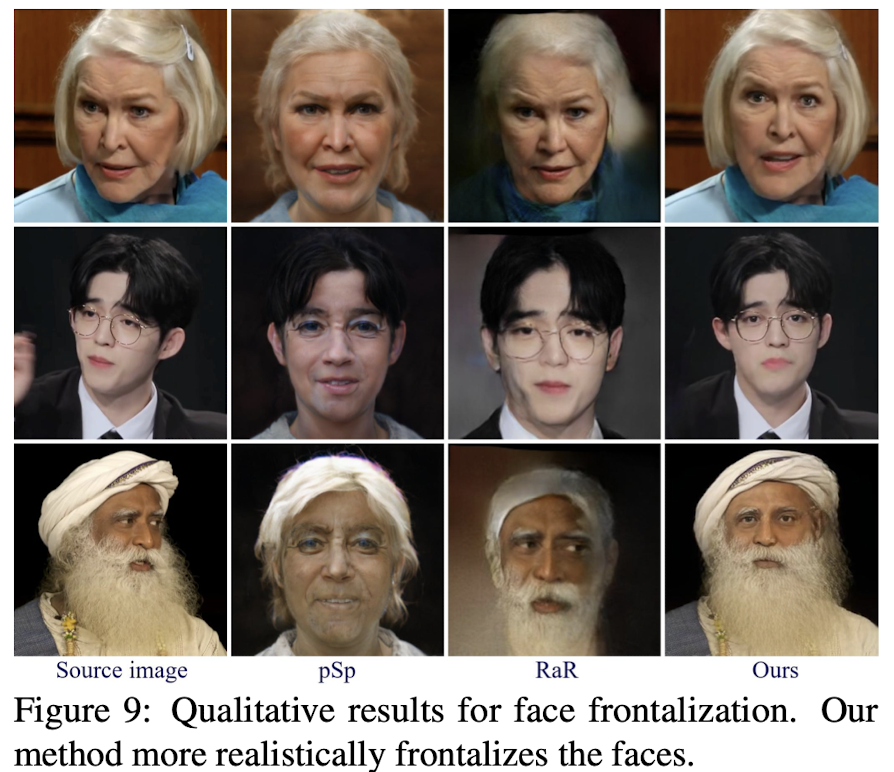 Source image pSp RaR Ours
Figure 9: Qualitative results for face frontalization. Our
method more realistically frontalizes the faces.